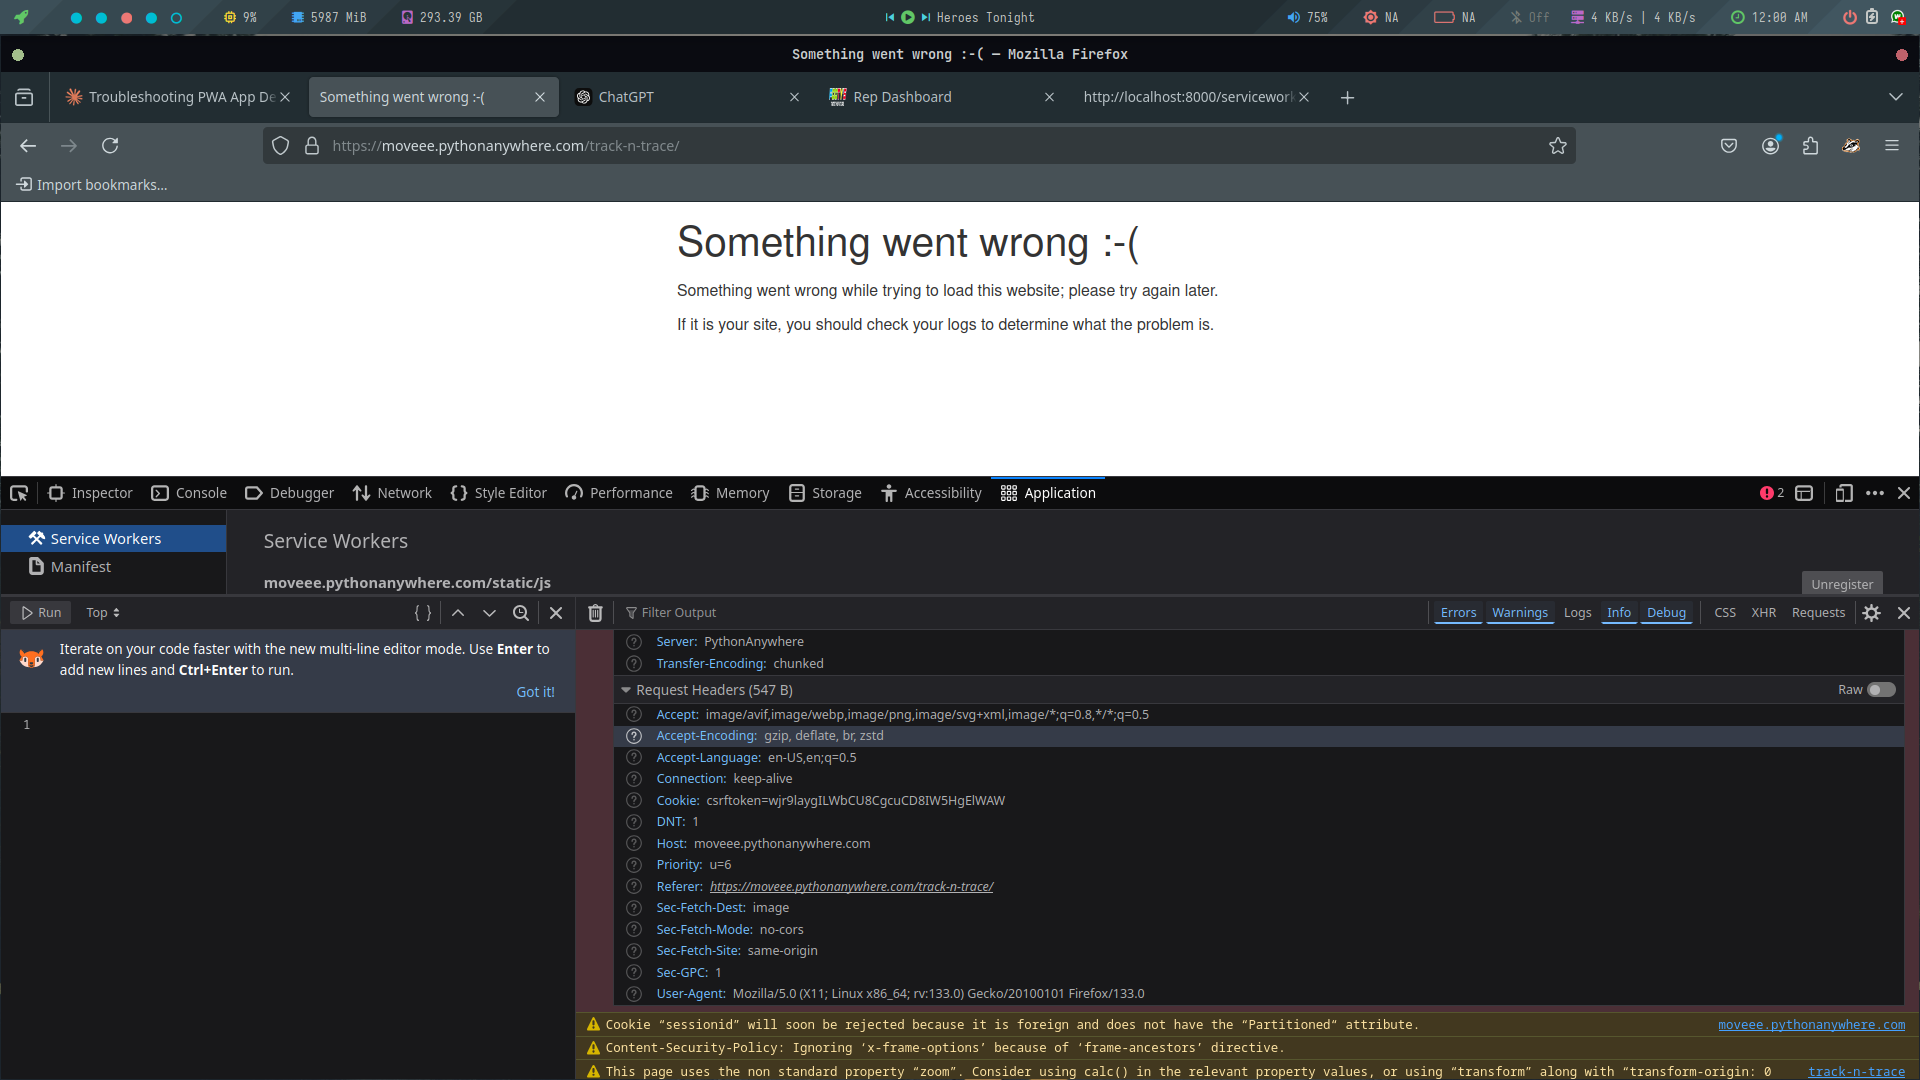 9%
5987 MiB
293.39 GB
Heroes Tonight
75%
NA
NA
Off
4 KB/s | 4 KB/s
12:00 AM
Something went wrong :-( — Mozilla Firefox
Troubleshooting PWA App De
Something went wrong :-(
ChatGPT
Rep Dashboard
http://localhost:8000/servicework
https://moveee.pythonanywhere.com/track-n-trace/
Import bookmarks...
Something went wrong :-(
Something went wrong while trying to load this website; please try again later.
If it is your site, you should check your logs to determine what the problem is.
Inspector
Console
Debugger
Network
Style Editor
Performance
Memory
Storage
Accessibility
Application
2
Service Workers
Manifest
Service Workers
moveee.pythonanywhere.com/static/js
Unregister
Run
Top
Filter Output
Errors
Warnings
Logs
Info
Debug
CSS
XHR
Requests
Iterate on your code faster with the new multi-line editor mode. Use Enter to
add new lines and Ctrl+Enter to run.
Got it!
1
Server: PythonAnywhere
Transfer-Encoding: chunked
Request Headers (547 B)
Raw
Accept: image/avif,image/webp,image/png,image/svg+xml,image/*;q=0.8,*/*;q=0.5
Accept-Encoding: gzip, deflate, br, zstd
Accept-Language: en-US,en;q=0.5
Connection: keep-alive
Cookie: csrftoken=wjr9laygILWbCU8CgcuCD8IW5HgElWAW
DNT: 1
Host: moveee.pythonanywhere.com
Priority: u=6
Referer: https://moveee.pythonanywhere.com/track-n-trace/
Sec-Fetch-Dest: image
Sec-Fetch-Mode: no-cors
Sec-Fetch-Site: same-origin
Sec-GPC: 1
User-Agent: Mozilla/5.0 (X11; Linux x86_64; rv:133.0) Gecko/20100101 Firefox/133.0
Cookie “sessionid” will soon be rejected because it is foreign and does not have the “Partitioned“ attribute.
moveee.pythonanywhere.com
Content-Security-Policy: Ignoring ‘x-frame-options’ because of ‘frame-ancestors’ directive.
This page uses the non standard property “zoom”. Consider using calc() in the relevant property values, or using “transform” along with “transform-origin: 0
track-n-trace